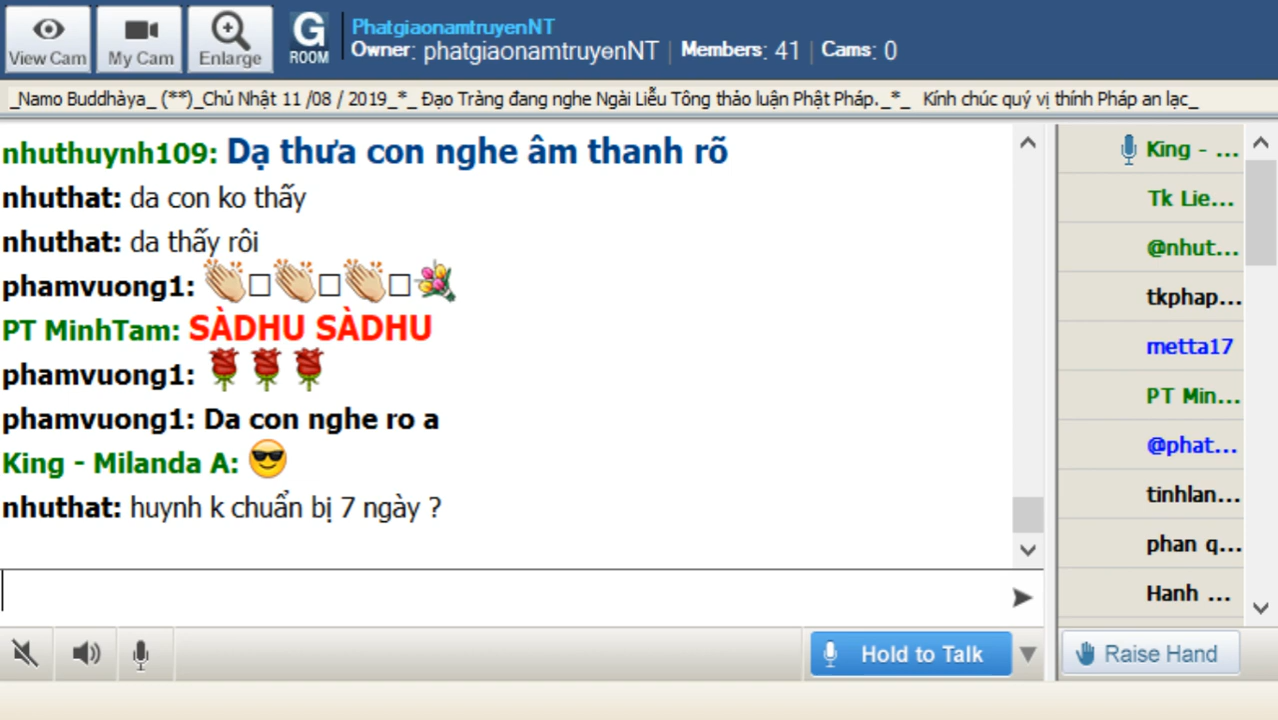 View Cam
My Cam
Enlarge
G
ROOM
PhatgiaonamtruyenNT
Owner: phatgiaonamtruyenNT | Members: 41 | Cams: 0
_Namo Buddhàya_ (**)_Chủ Nhật 11 /08 / 2019_*_ Đạo Tràng đang nghe Ngài Liễu Tông thảo luận Phật Pháp._*_ Kính chúc quý vị thính Pháp an lạc_
nhuthuynh109: Dạ thưa con nghe âm thanh rõ
nhuthat: da con ko thấy
nhuthat: da thấy rôi
phamvuong1: 👏□👏□👏□💐
PT MinhTam: SÀDHU SÀDHU
phamvuong1: 🌹🌹🌹
phamvuong1: Da con nghe ro a
King - Milanda A: 😎
nhuthat: huynh k chuẩn bị 7 ngày ?
King - ...
Tk Lie...
@nhut...
tkphap...
metta17
PT Min...
@phat...
tinhlan...
phan q...
Hanh ...
Hold to Talk
Raise Hand